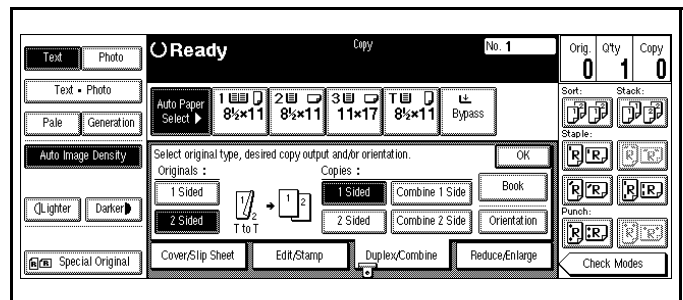 Text Photo
Text • Photo
Pale Generation
Auto Image Density
Lighter Darker
Special Original
Ready
Copy
No. 1
Orig. Q'ty Copy
0 1 0
Auto Paper
Select ▶
1 8½×11
2 8½×11
3 11×17
T 8½×11
Bypass
Select original type, desired copy output and/or orientation.
OK
Originals :
Copies :
1 Sided
2 Sided
1 2
T to T
1 2
1 Sided
Combine 1 Side
Book
2 Sided
Combine 2 Side
Orientation
Cover/Slip Sheet
Edit/Stamp
Duplex/Combine
Reduce/Enlarge
Sort: Stack:
Staple:
Punch:
Check Modes